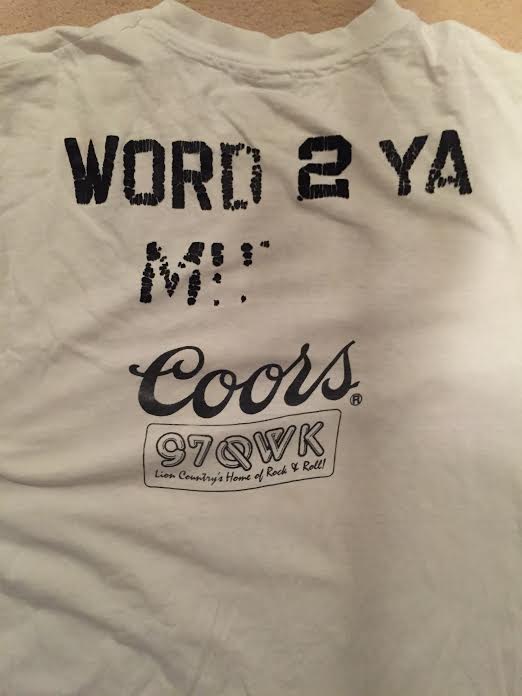 WORD 2 YA
Coors®
97QWK
Lion Country's Home of Rock & Roll!